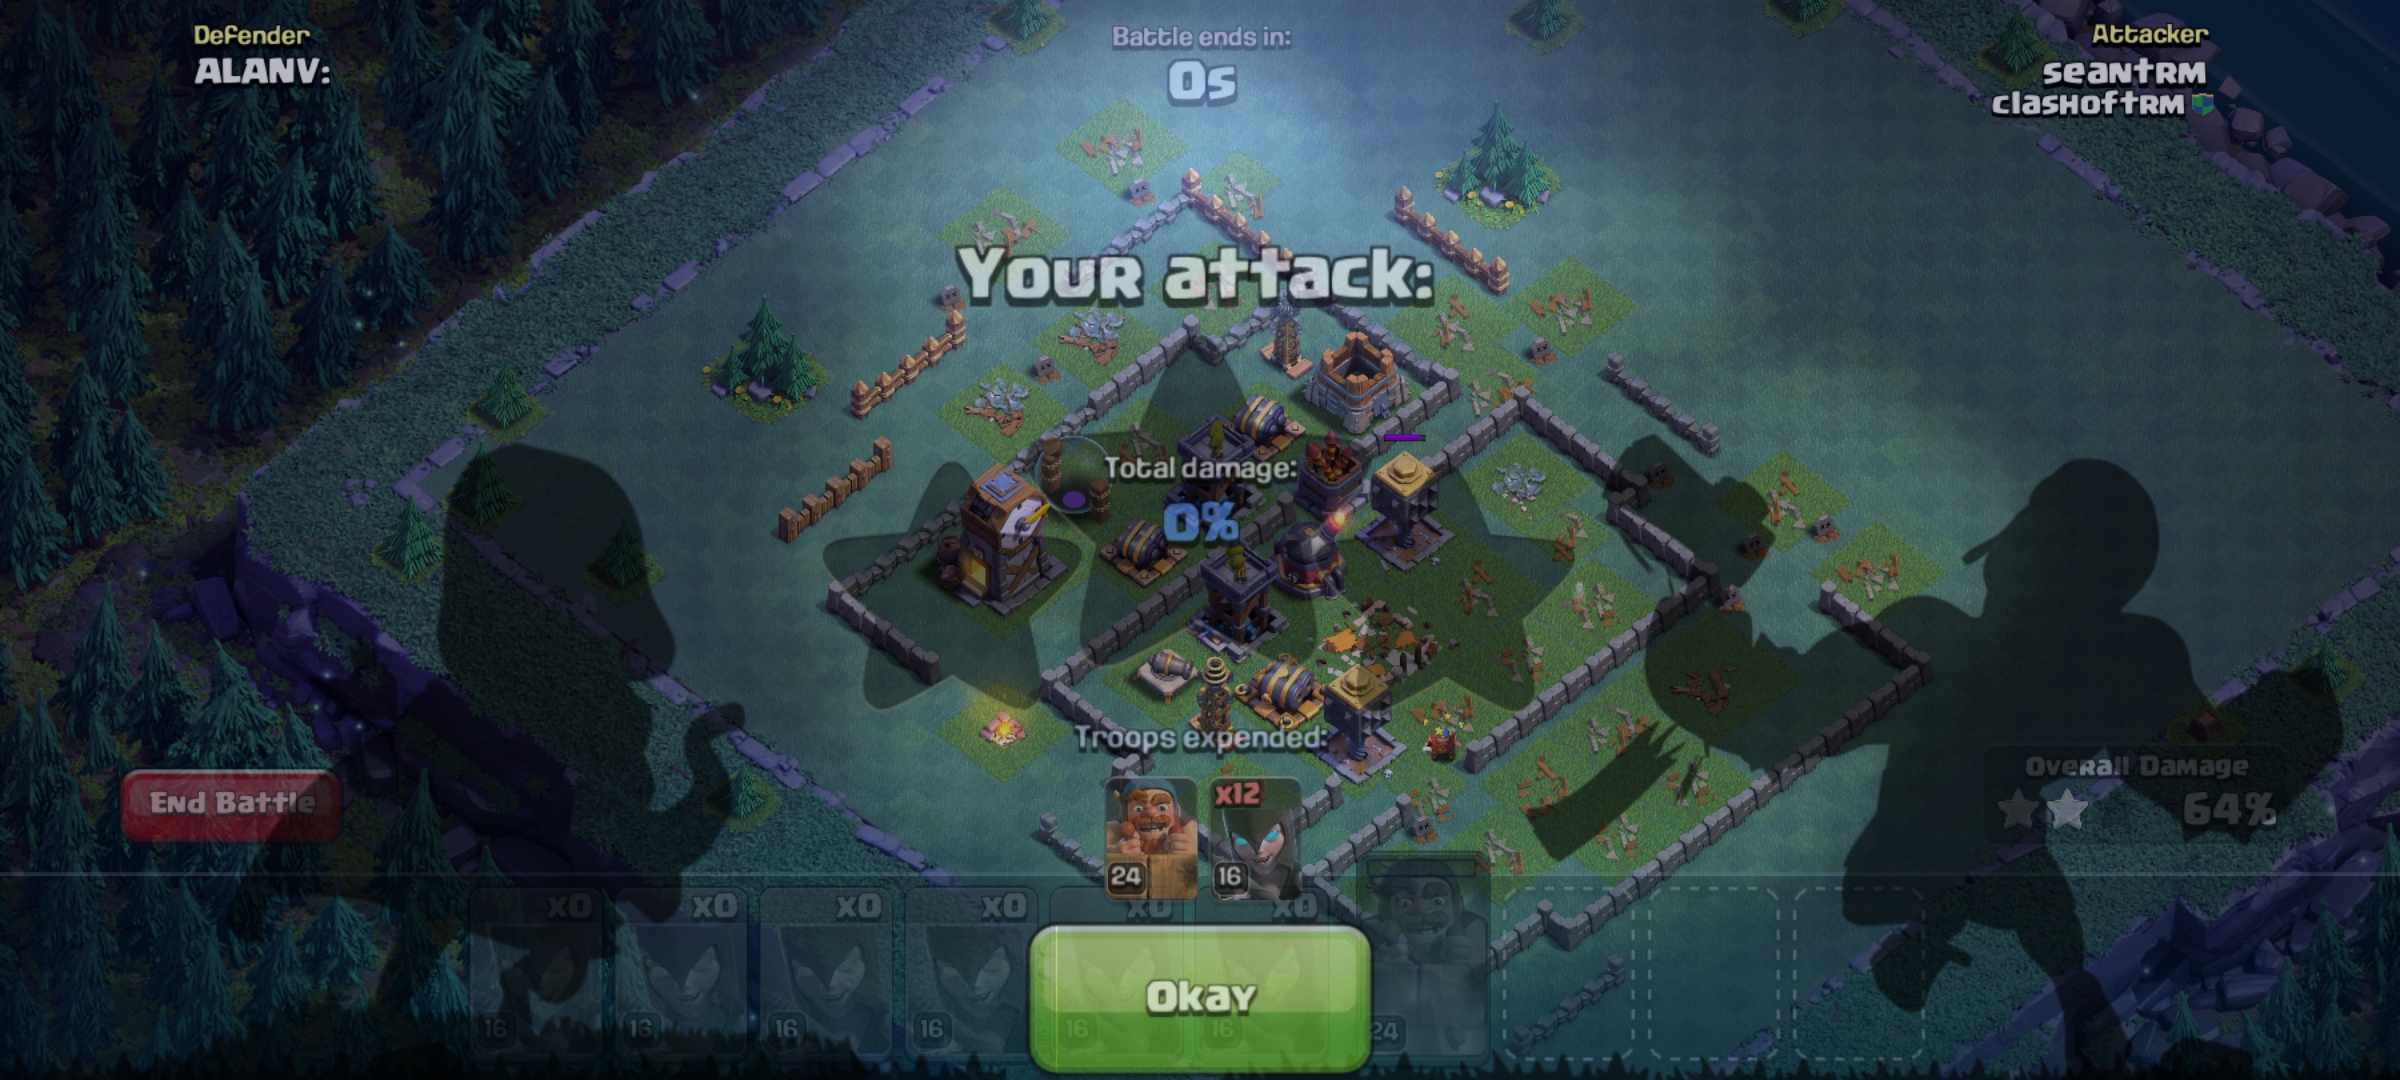 Defender
ALANV:
Battle ends in:
0s
Attacker
seantRM
clashoftRM
Your attack:
Total damage:
0%
Troops expended:
x12
24
16
End Battle
Overall Damage
64%
x0
x0
x0
x0
x0
x0
16
16
16
16
16
16
24
Okay